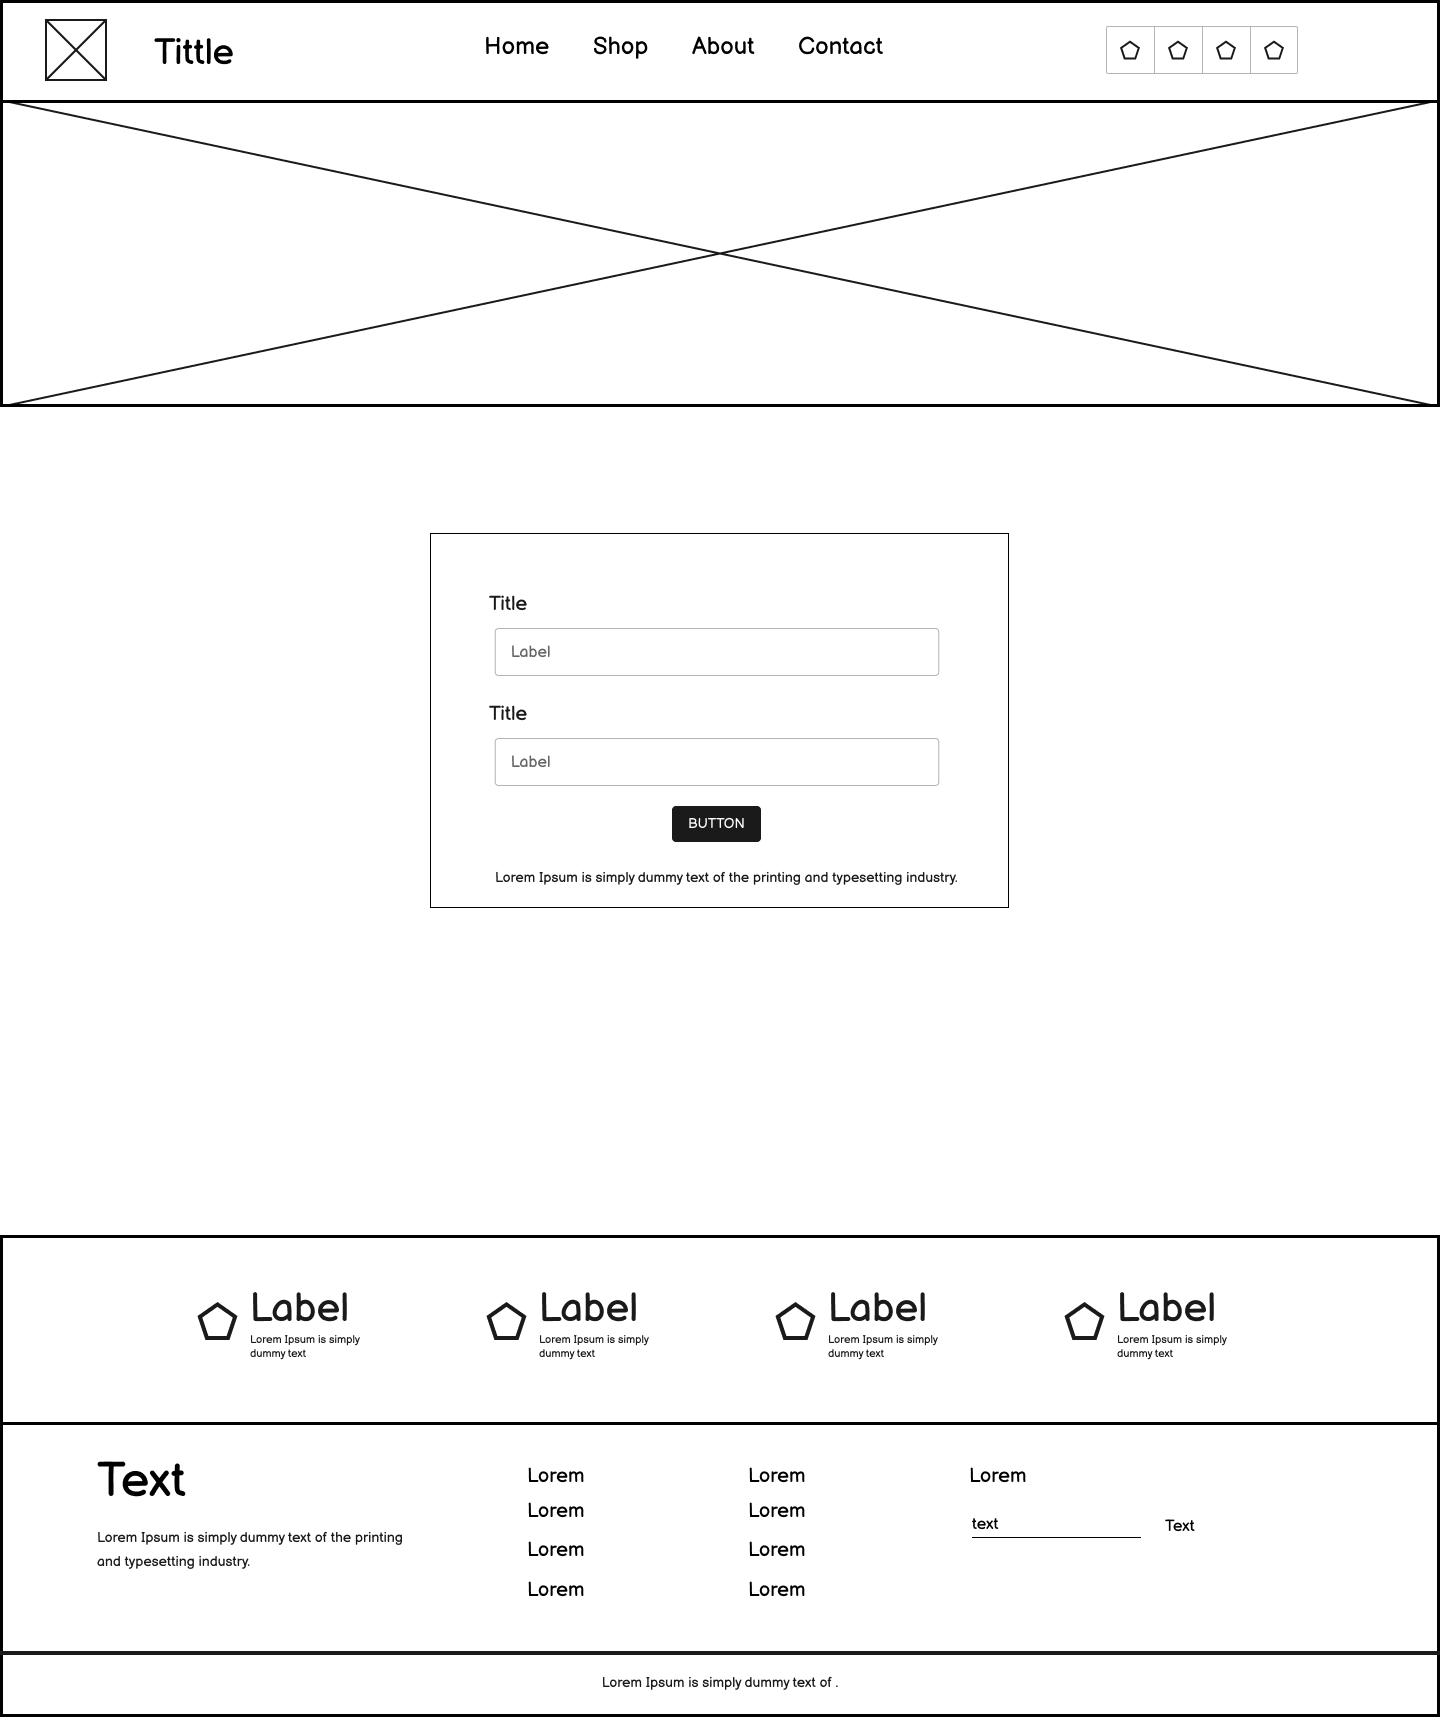 Tittle
Home Shop About Contact
Title
Label
Title
Label
BUTTON
Lorem Ipsum is simply dummy text of the printing and typesetting industry.
Label
Lorem Ipsum is simply
dummy text
Label
Lorem Ipsum is simply
dummy text
Label
Lorem Ipsum is simply
dummy text
Label
Lorem Ipsum is simply
dummy text
Text
Lorem Ipsum is simply dummy text of the printing
and typesetting industry.
Lorem
Lorem
Lorem
Lorem
Lorem
Lorem
Lorem
Lorem
Lorem
text
Text
Lorem Ipsum is simply dummy text of .